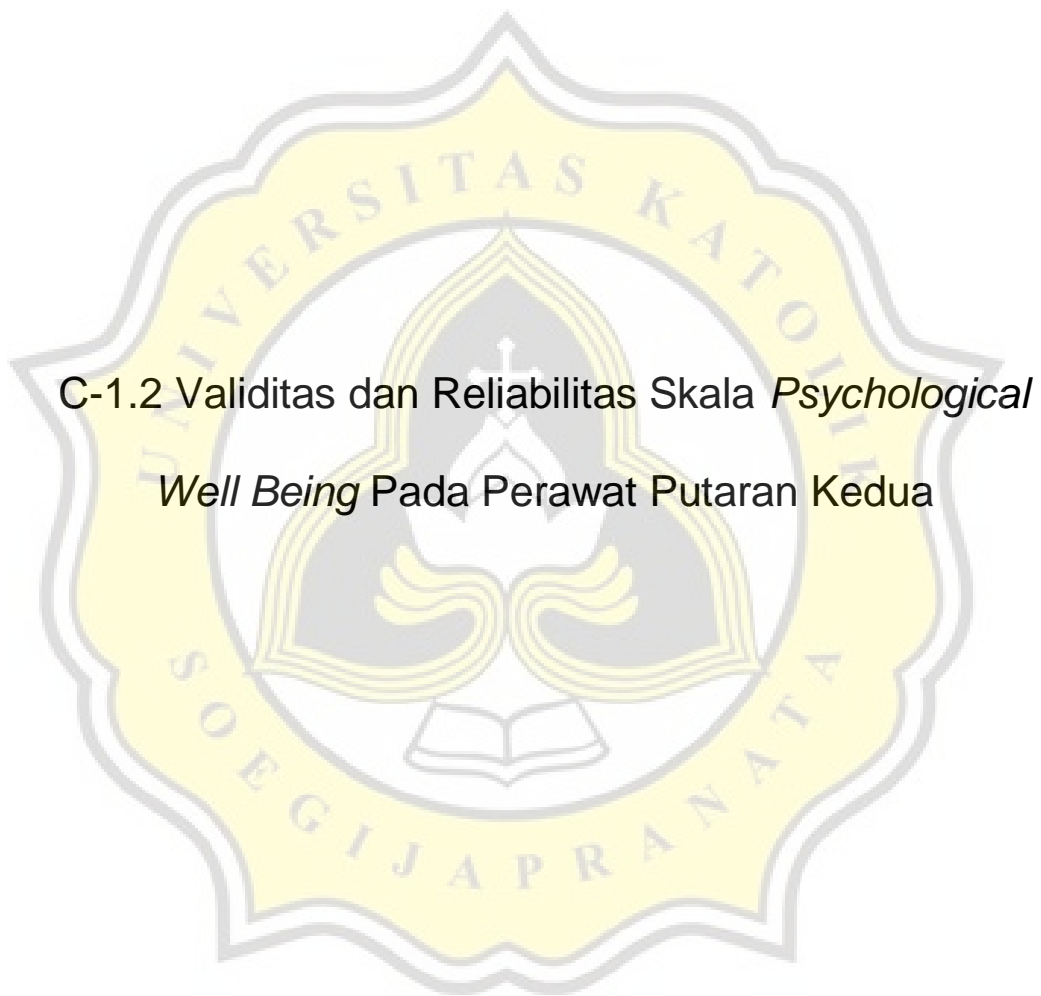 UNIVERSITAS KATOLIK
C-1.2 Validitas dan Reliabilitas Skala Psychological
Well Being Pada Perawat Putaran Kedua
SOEGIJAPRANATA